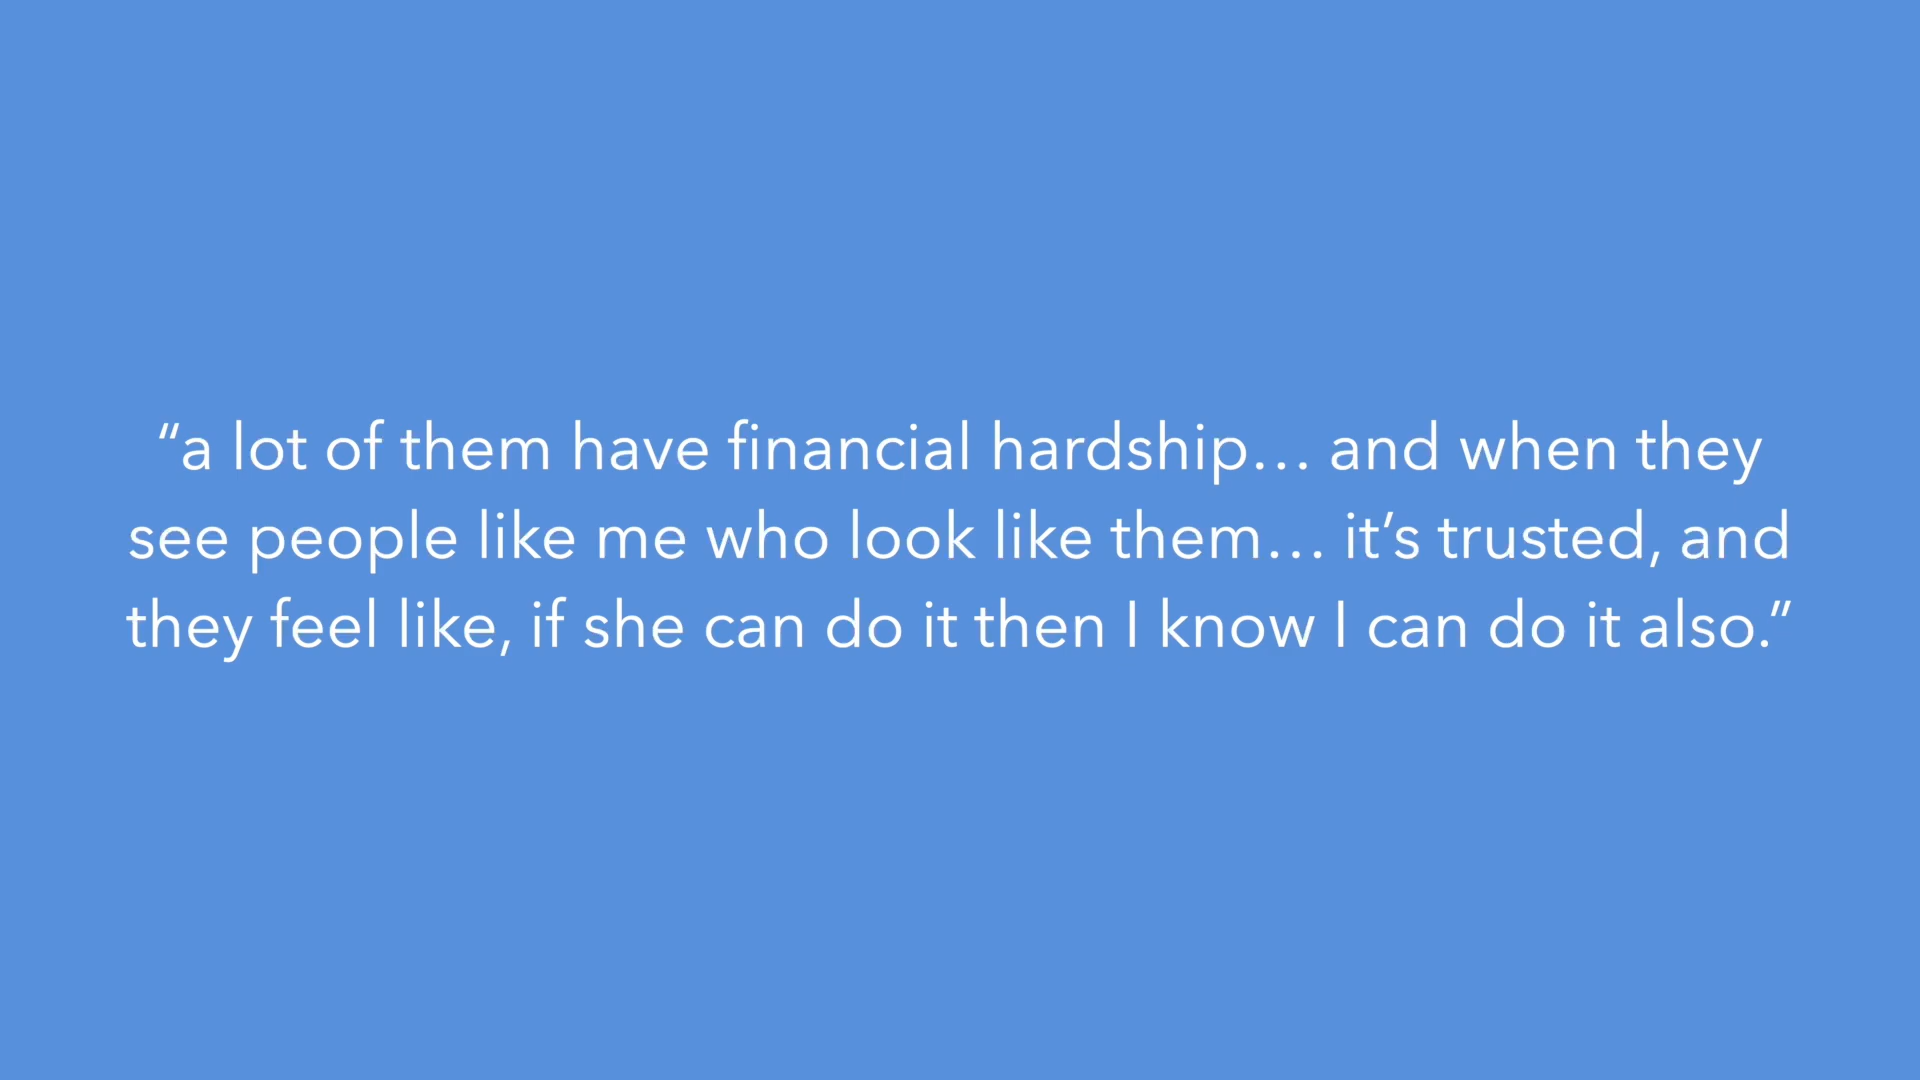 “a lot of them have financial hardship… and when they
see people like me who look like them… it’s trusted, and
they feel like, if she can do it then I know I can do it also.”